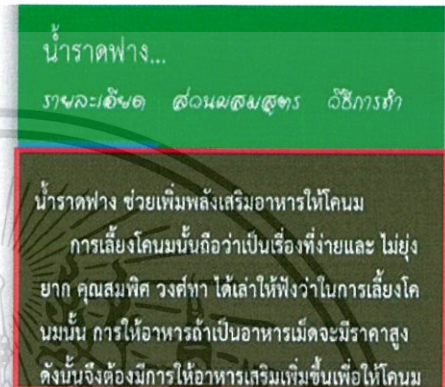 น้ำราดฟาง...
รายละเอียด ส่วนผสมสูตร วิธีการทำ
น้ำราดฟาง ช่วยเพิ่มพลังเสริมอาหารให้โคนม
การเลี้ยงโคนมนั้นถือว่าเป็นเรื่องที่ง่ายและ ไม่ยุ่ง
ยาก คุณสมพิศ วงศ์ทา ได้เล่าให้ฟังว่าในการเลี้ยงโค
นมนั้น การให้อาหารถ้าเป็นอาหารเม็ดจะมีราคาสูง
ดังนั้นจึงต้องมีการให้อาหารเสริมเพิ่มขึ้นเพื่อให้โคนม